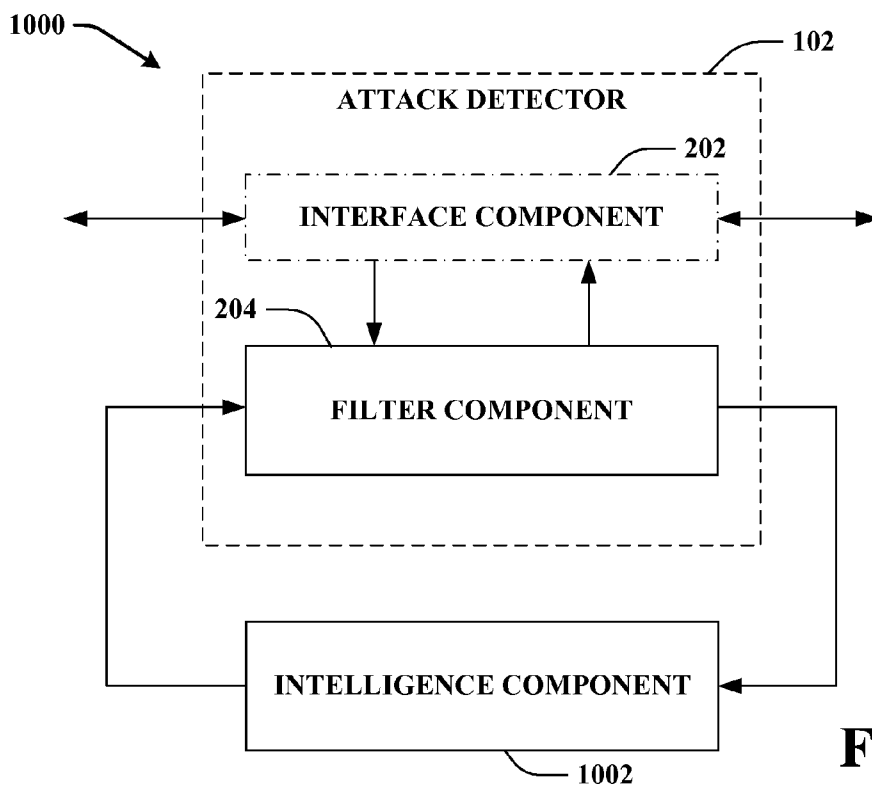 1000
102
ATTACK DETECTOR
202
INTERFACE COMPONENT
204
FILTER COMPONENT
INTELLIGENCE COMPONENT
F
1002